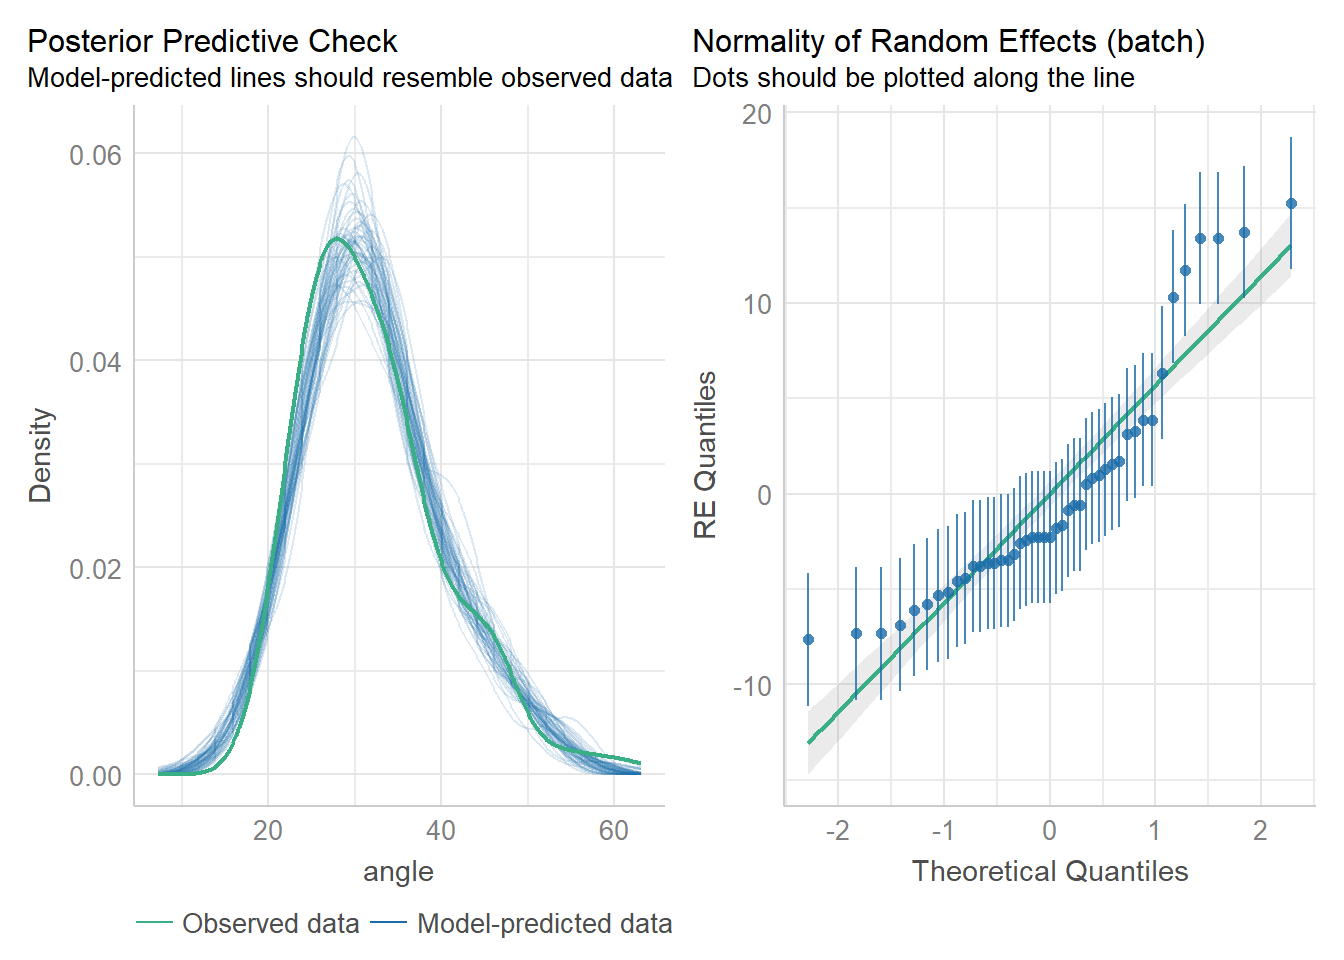 Posterior Predictive Check
Model-predicted lines should resemble observed data
0.06
0.04
0.02
0.00
Density
20 40 60
angle
Observed data Model-predicted data
Normality of Random Effects (batch)
Dots should be plotted along the line
20
10
0
-10
RE Quantiles
-2 -1 0 1 2
Theoretical Quantiles